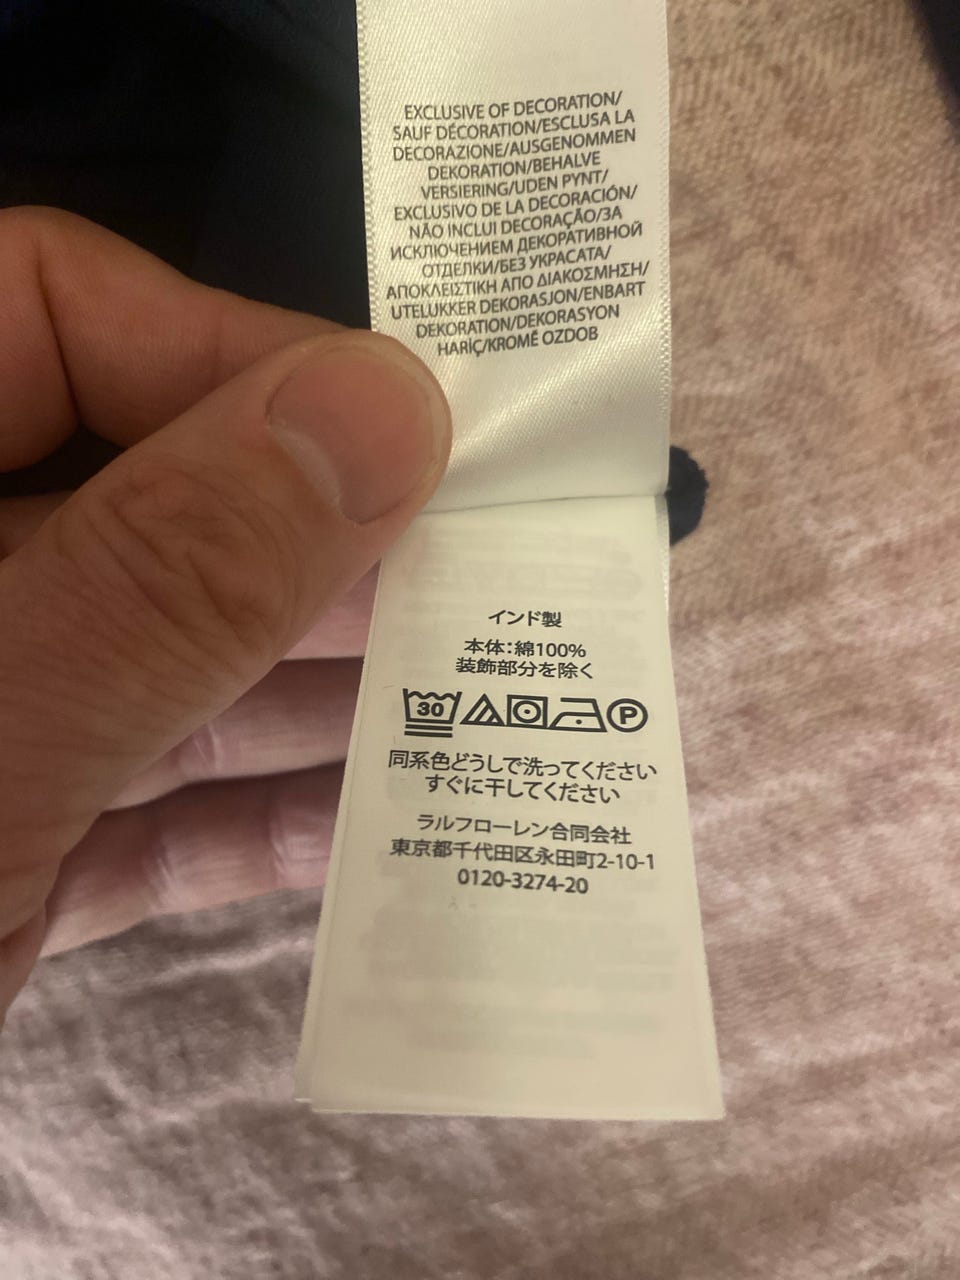 EXCLUSIVE OF DECORATION/
SAUF DÉCORATION/ESCLUSA LA
DECORAZIONE/AUSGENOMMEN
DEKORATION/BEHALVE
VERSIERING/UDEN PYNT/
EXCLUSIVO DE LA DECORACIÓN/
NÃO INCLUI DECORAÇÃO/ЗА
ИСКЛЮЧЕНИЕМ ДЕКОРАТИВНОЙ
ОТДЕЛКИ/БЕЗ УКРАСАТА/
ΑΠΟΚΛΕΙΣΤΙΚΗ ΑΠΟ ΔΙΑΚΟΣΜΗΣΗ/
UTELUKKER DEKORASJON/ENBART
DEKORATION/DEKORASYON
HARİÇ/KROMĚ OZDOB
インド製
本体：綿100%
装飾部分を除く
30 P
同系色どうしで洗ってください
すぐに干してください
ラルフローレン合同会社
東京都千代田区永田町2-10-1
0120-3274-20